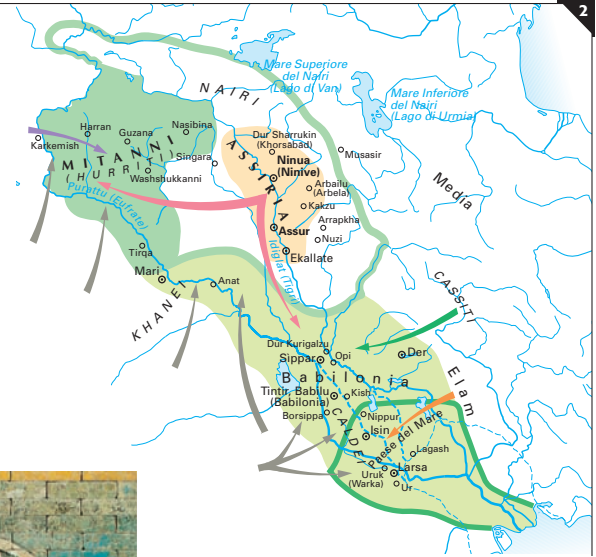 2
Mare Superiore
del Nairi
(Lago di Van)
Mare Inferiore
del Nairi
(Lago di Urmia)
NAIRI
Harran
Guzana
Nasibina
Karkemish
MITANNI
(HURRITI)
Singara
Washshukkanni
Dur Sharrukin
(Khorsabad)
Musasir
ASSIRIA
Ninua
(Ninive)
Arbailu
(Arbela)
Kakzu
Media
Purattu (Eufrate)
Arrapkha
Assur
Nuzi
Ekallate
Idiglat (Tigri)
Tirqa
Mari
Anat
KHANEI
CASSITI
Dur Kurigalzu
Sippar
Opi
Der
Elam
Babilonia
Tintir, Babilu
(Babilonia)
Kish
Borsippa
CALDEI
Nippur
Isin
Paese del Mare
Lagash
Larsa
Uruk
(Warka)
Ur